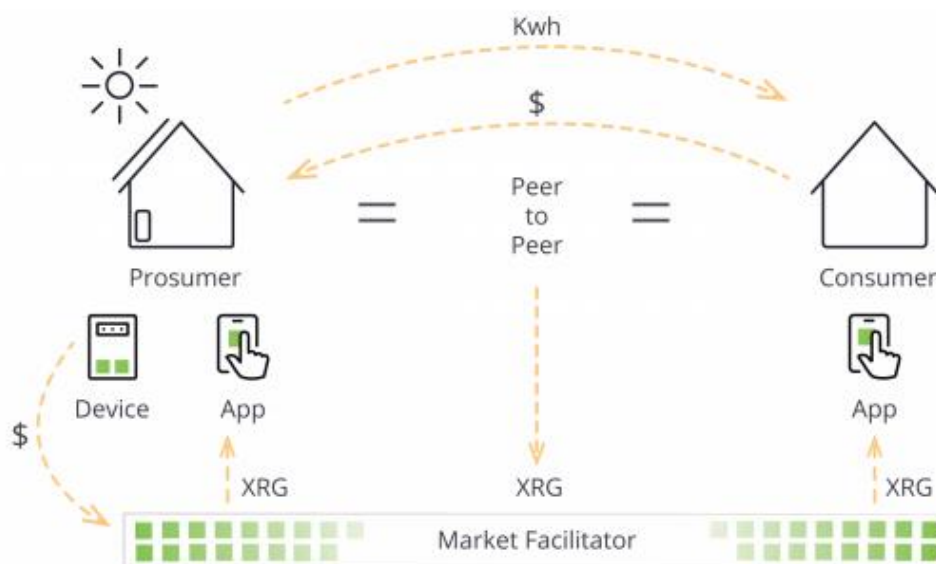 Kwh
$
Peer
to
Peer
Prosumer
Consumer
Device
App
App
$
XRG
XRG
XRG
Market Facilitator